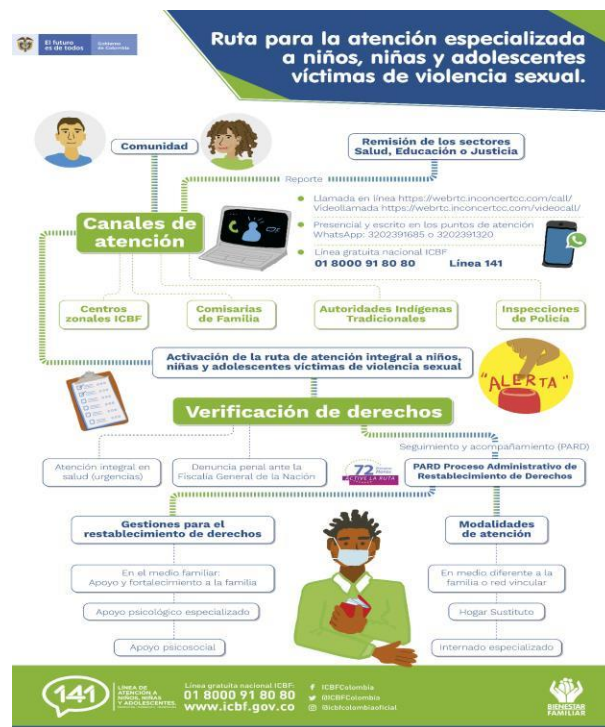 El futuro
es de todos
Gobierno
de Colombia
Ruta para la atención especializada
a niños, niñas y adolescentes
víctimas de violencia sexual.
Comunidad
Remisión de los sectores
Salud, Educación o Justicia
Reporte
Canales de
atención
Llamada en línea https://webrtc.inconcertcc.com/call/
Videollamada https://webrtc.inconcertcc.com/videocall/
Presencial y escrito en los puntos de atención
WhatsApp: 3202391685 o 3202391320
Línea gratuita nacional ICBF
01 8000 91 80 80 Línea 141
Centros
zonales ICBF
Comisarías
de Familia
Autoridades Indígenas
Tradicionales
Inspecciones
de Policía
Activación de la ruta de atención integral a niños,
niñas y adolescentes víctimas de violencia sexual
"ALERTA"
Verificación de derechos
Seguimiento y acompañamiento (PARD)
Atención integral en
salud (urgencias)
Denuncia penal ante la
Fiscalía General de la Nación
72
ACTIVE LA RUTA
PARD Proceso Administrativo de
Restablecimiento de Derechos
Gestiones para el
restablecimiento de derechos
Modalidades
de atención
En el medio familiar:
Apoyo y fortalecimiento a la familia
En medio diferente a la
familia o red vincular
Apoyo psicológico especializado
Hogar Sustituto
Apoyo psicosocial
Internado especializado
141
LÍNEA DE
ATENCIÓN A
NIÑOS, NIÑAS
Y ADOLESCENTES.
Línea gratuita nacional ICBF:
01 8000 91 80 80
www.icbf.gov.co
ICBFColombia
@ICBFColombia
@icbfcolombiaoficial
BIENESTAR
FAMILIAR